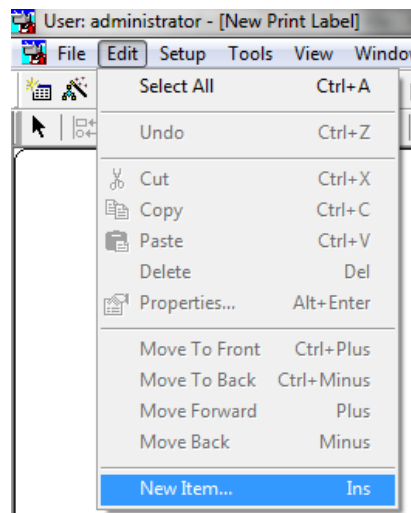 User: administrator - [New Print Label]
File Edit Setup Tools View Windo
Select All Ctrl+A
Undo Ctrl+Z
Cut Ctrl+X
Copy Ctrl+C
Paste Ctrl+V
Delete Del
Properties... Alt+Enter
Move To Front Ctrl+Plus
Move To Back Ctrl+Minus
Move Forward Plus
Move Back Minus
New Item... Ins